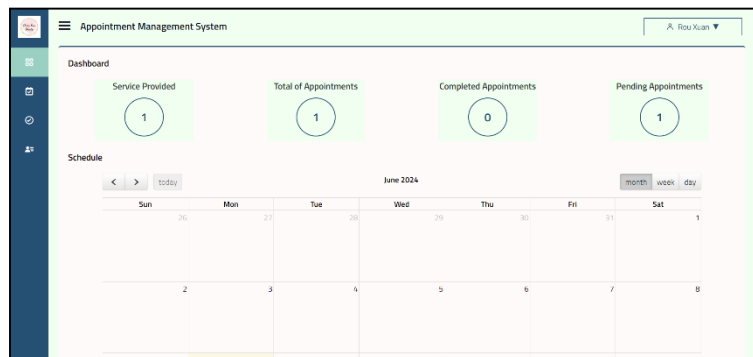 Appointment Management System
Rou Xuan ▼
Dashboard
Service Provided
Total of Appointments
Completed Appointments
Pending Appointments
1
1
0
1
Schedule
< > today
June 2024
month week day
Sun Mon Tue Wed Thu Fri Sat
26 27 28 29 30 31 1
2 3 4 5 6 7 8